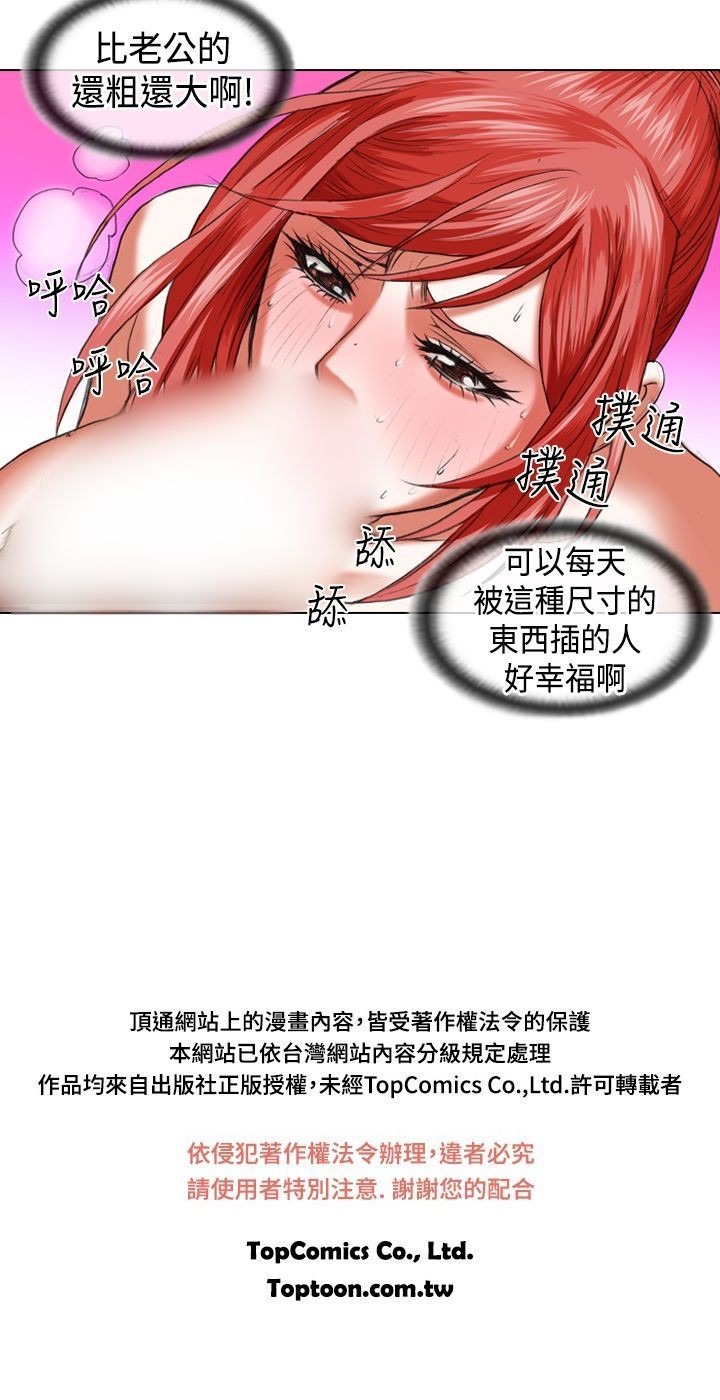 比老公的
還粗還大啊!
呼哈
呼哈
撲通
撲通
舔
舔
可以每天
被這種尺寸的
東西插的人
好幸福啊
頂通網站上的漫畫內容,皆受著作權法令的保護
本網站已依台灣網站內容分級規定處理
作品均來自出版社正版授權,未經TopComics Co.,Ltd.許可轉載者
依侵犯著作權法令辦理,違者必究
請使用者特別注意. 謝謝您的配合
TopComics Co., Ltd.
Toptoon.com.tw